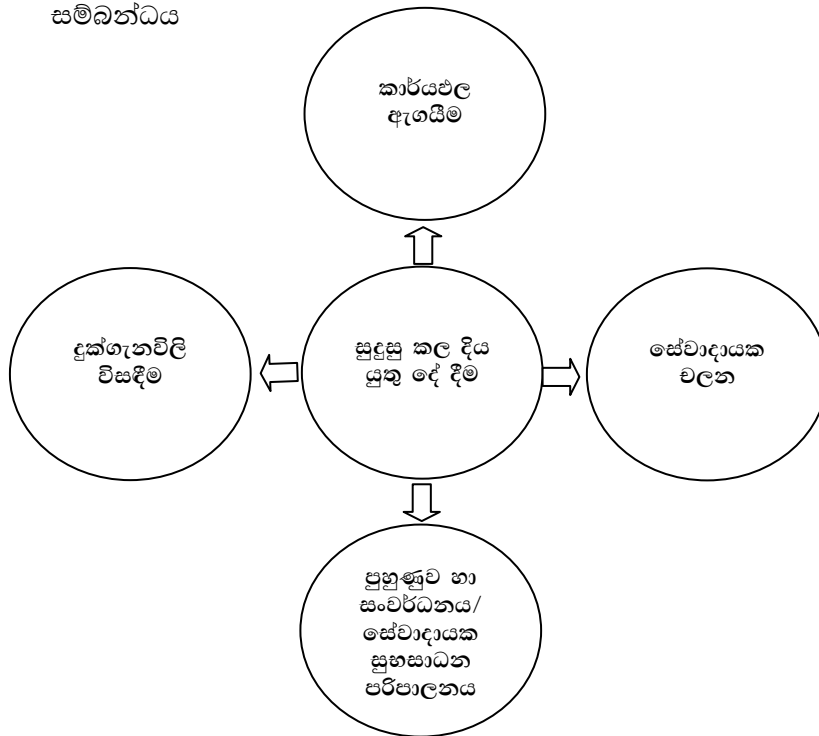 සම්බන්ධය
කාර්යඵල
ඇගයීම
දුක්ගැනවිලි
විසඳීම
සුදුසු කල දිය
යුතු දේ දීම
සේවාදායක
චලන
පුහුණුව හා
සංවර්ධනය/
සේවාදායක
සුභසාධන
පරිපාලනය